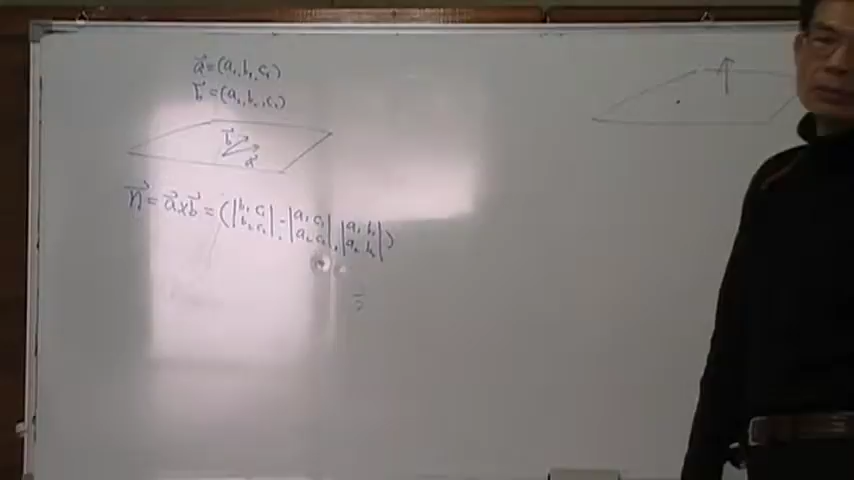 a⃗=(a₁,b₁,c₁)
b⃗=(a₂,b₂,c₂)
b⃗
a⃗
n⃗=a⃗×b⃗=(|b₁ c₁; b₂ c₂|,-|a₁ c₁; a₂ c₂|,|a₁ b₁; a₂ b₂|)